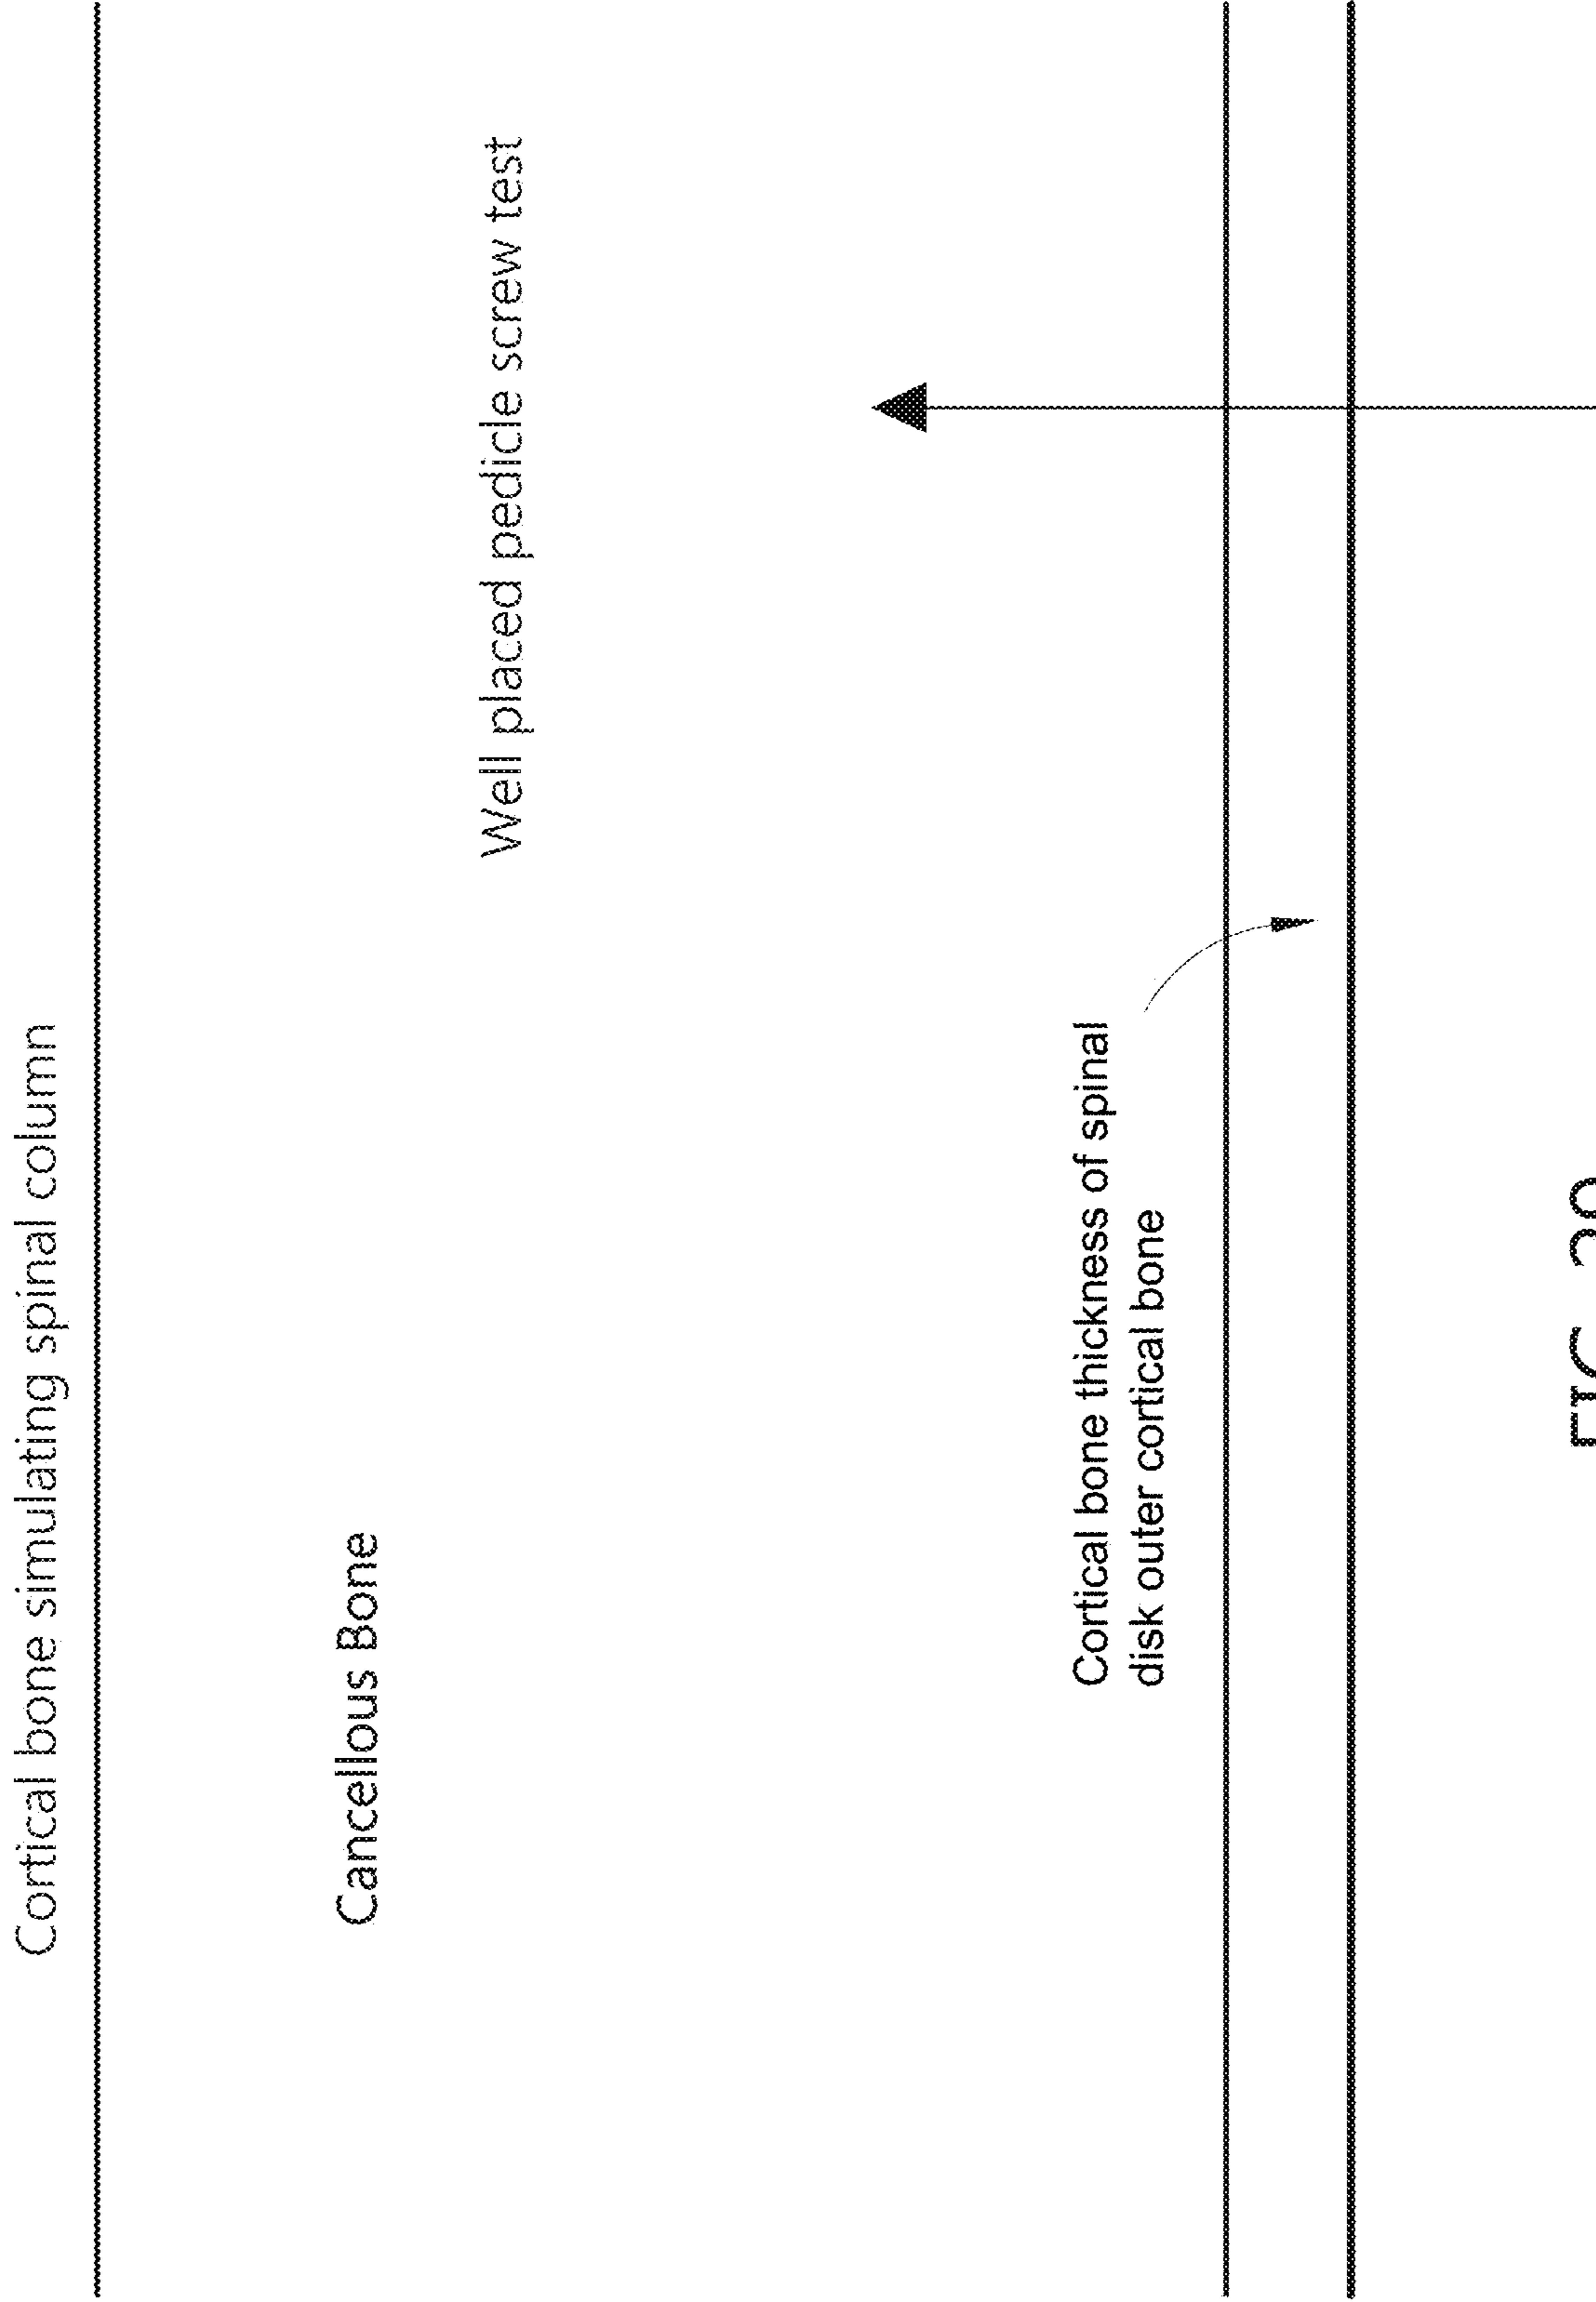 Cortical bone simulating spinal column
Cancellous Bone
Well placed pedicle screw test
Cortical bone thickness of spinal
disk outer cortical bone